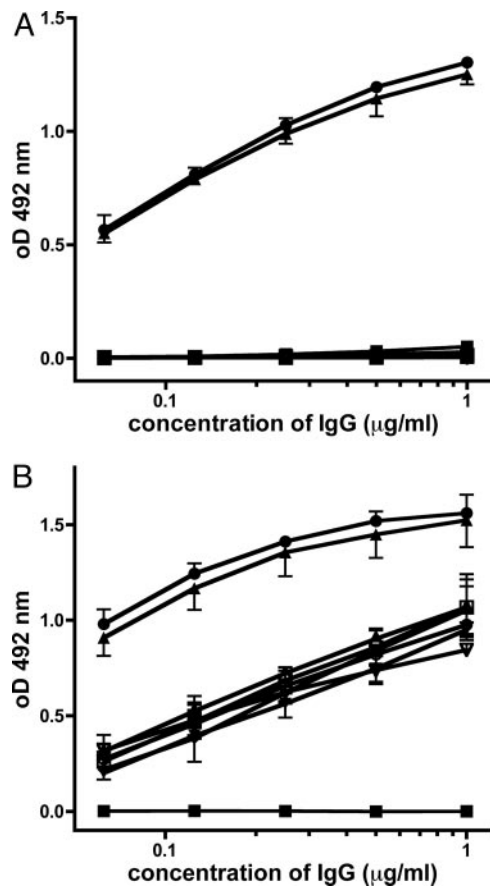 A
1.5
1.0
0.5
0.0
oD 492 nm
0.1
1
concentration of IgG (μg/ml)
B
1.5
1.0
0.5
0.0
oD 492 nm
0.1
1
concentration of IgG (μg/ml)